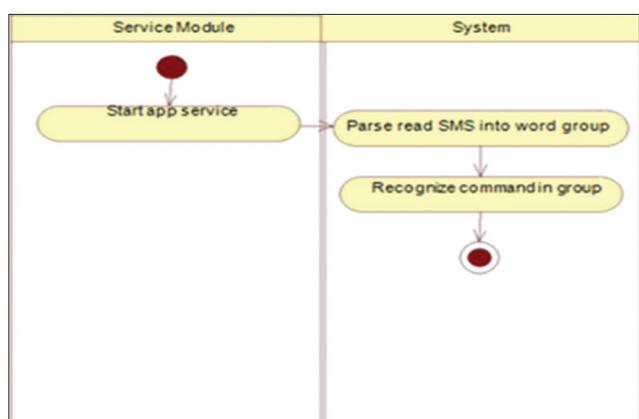 Service Module
System
Start app service
Parse read SMS into word group
Recognize command in group